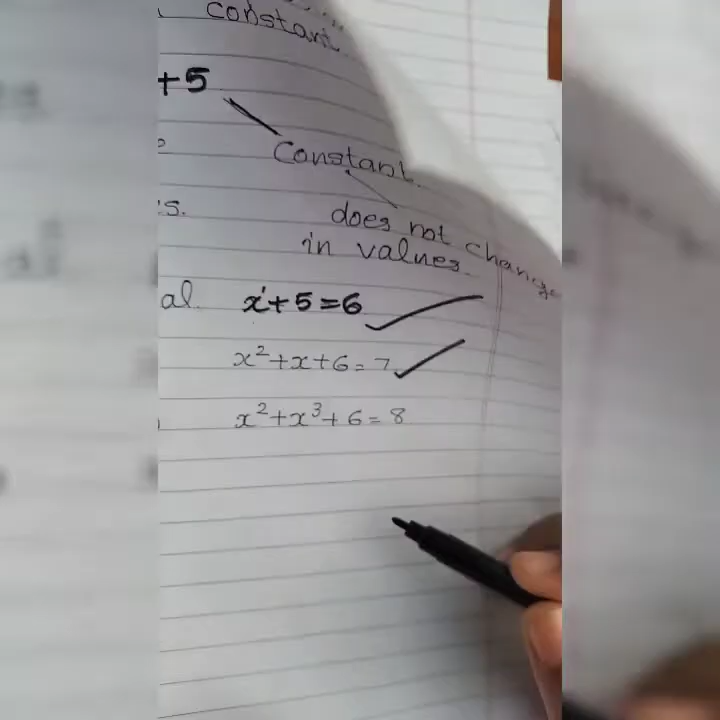 constant
+5
Constant.
s.
does not change
in values.
al x+5=6
x²+x+6=7
x²+x³+6=8